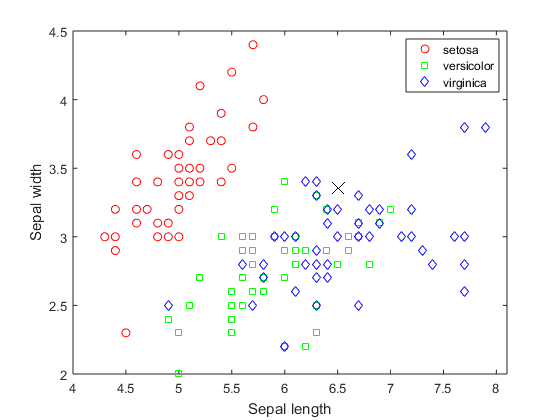 4.5
4
3.5
3
2.5
2
4 4.5 5 5.5 6 6.5 7 7.5 8
Sepal width
Sepal length
setosa
versicolor
virginica